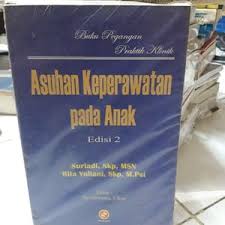 Buku Pegangan
Praktik Klinik
Asuhan Keperawatan
pada Anak
Edisi 2
Suriadi, Skp, MSN
Rita Yuliani, Skp, M.Psi